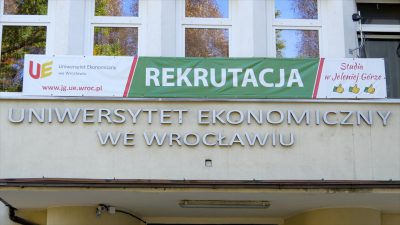 UE Uniwersytet Ekonomiczny
we Wrocławiu
www.jg.ue.wroc.pl
REKRUTACJA
Studia
w Jeleniej Górze
UNIWERSYTET EKONOMICZNY
WE WROCŁAWIU